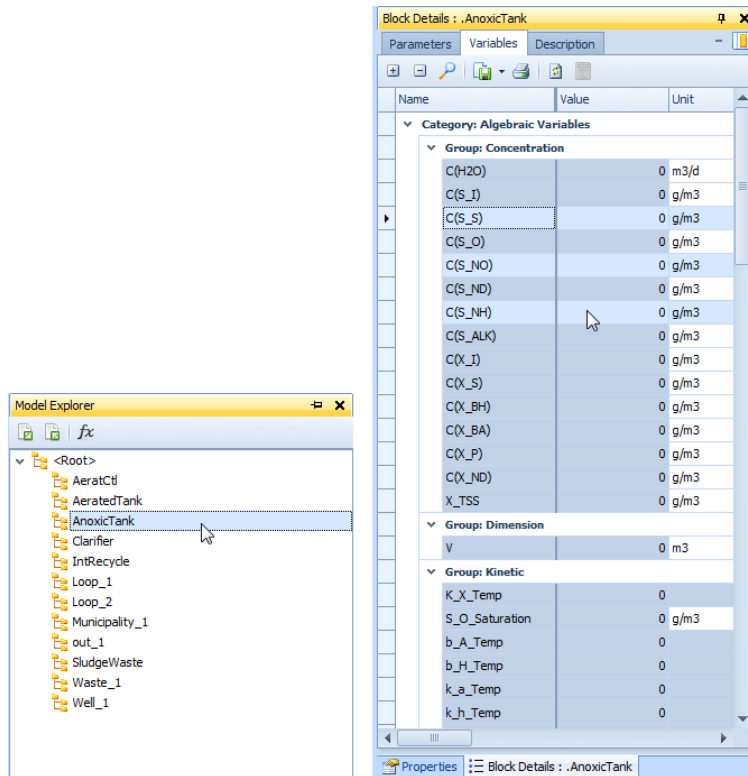 Model Explorer
fx
<Root>
AeratCtl
AeratedTank
AnoxicTank
Clarifier
IntRecycle
Loop_1
Loop_2
Municipality_1
out_1
SludgeWaste
Waste_1
Well_1
Block Details : .AnoxicTank
Parameters Variables Description
Name Value Unit
Category: Algebraic Variables
Group: Concentration
C(H2O) 0 m3/d
C(S_I) 0 g/m3
C(S_S) 0 g/m3
C(S_O) 0 g/m3
C(S_NO) 0 g/m3
C(S_ND) 0 g/m3
C(S_NH) 0 g/m3
C(S_ALK) 0 g/m3
C(X_I) 0 g/m3
C(X_S) 0 g/m3
C(X_BH) 0 g/m3
C(X_BA) 0 g/m3
C(X_P) 0 g/m3
C(X_ND) 0 g/m3
X_TSS 0 g/m3
Group: Dimension
V 0 m3
Group: Kinetic
K_X_Temp 0
S_O_Saturation 0 g/m3
b_A_Temp 0
b_H_Temp 0
k_a_Temp 0
k_h_Temp 0
Properties Block Details : .AnoxicTank